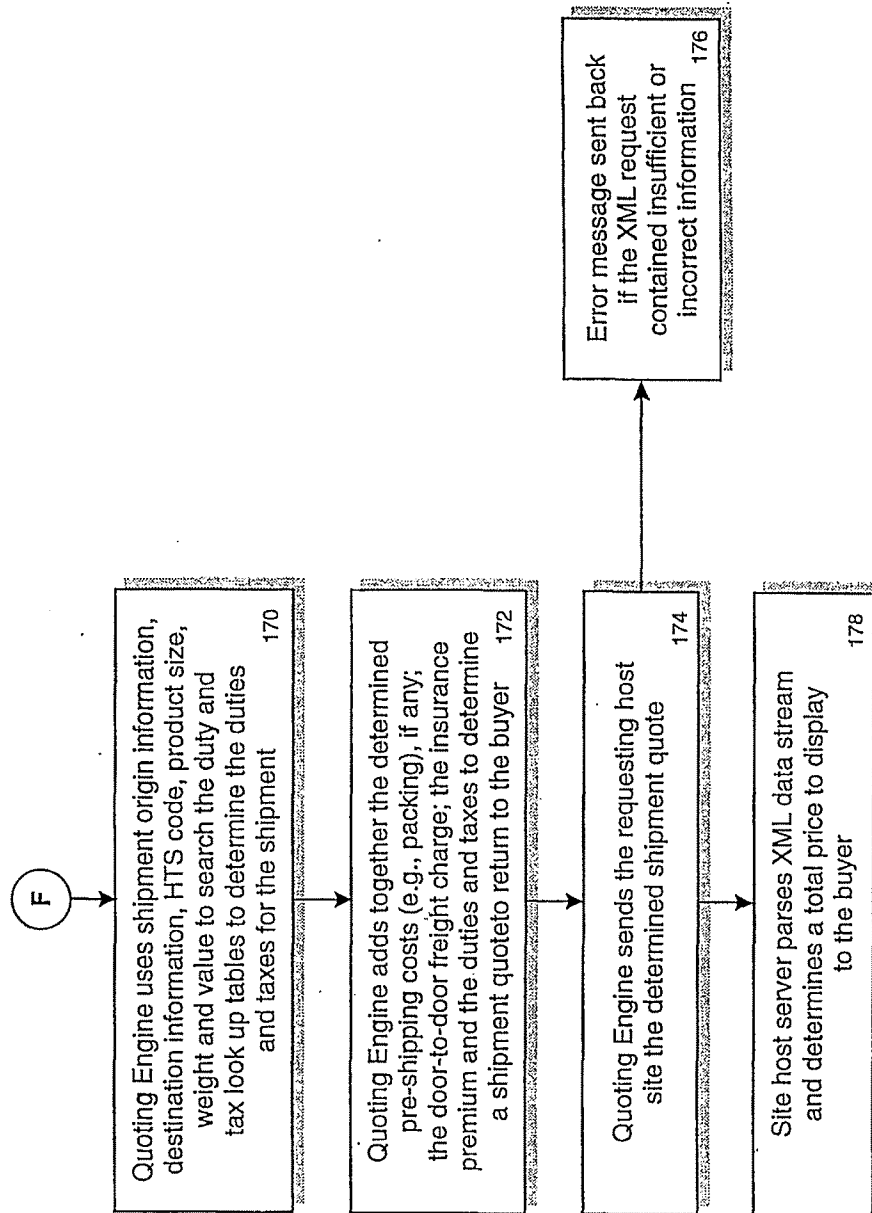 F
Quoting Engine uses shipment origin information,
destination information, HTS code, product size,
weight and value to search the duty and
tax look up tables to determine the duties
and taxes for the shipment
170
Quoting Engine adds together the determined
pre-shipping costs (e.g., packing), if any;
the door-to-door freight charge; the insurance
premium and the duties and taxes to determine
a shipment quoteto return to the buyer
172
Quoting Engine sends the requesting host
site the determined shipment quote
174
Error message sent back
if the XML request
contained insufficient or
incorrect information
176
Site host server parses XML data stream
and determines a total price to display
to the buyer
178